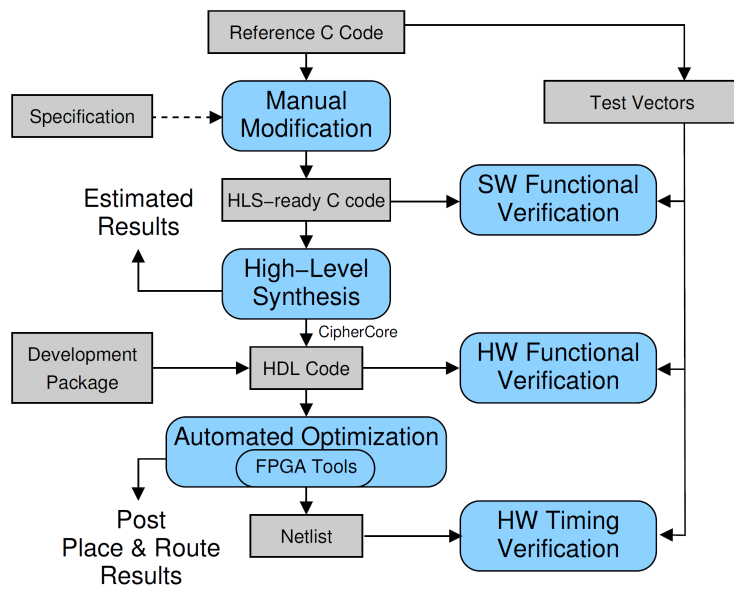 Reference C Code
Test Vectors
Specification
Manual
Modification
HLS−ready C code
SW Functional
Verification
Estimated
Results
High−Level
Synthesis
CipherCore
Development
Package
HDL Code
HW Functional
Verification
Automated Optimization
FPGA Tools
Post
Place & Route
Results
Netlist
HW Timing
Verification